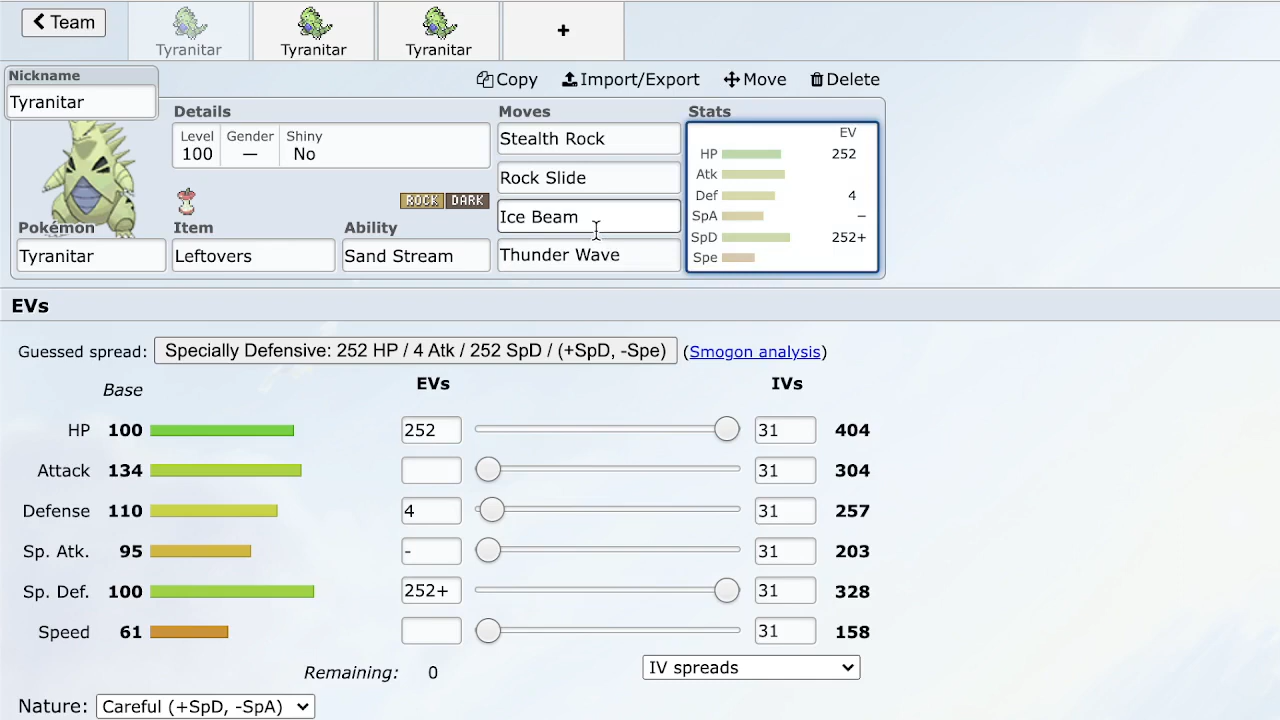 Team
Tyranitar
Tyranitar
Tyranitar
+
Copy
Import/Export
Move
Delete
Nickname
Tyranitar
Details
Level
100
Gender
—
Shiny
No
ROCK DARK
Pokémon
Tyranitar
Item
Leftovers
Ability
Sand Stream
Moves
Stealth Rock
Rock Slide
Ice Beam
Thunder Wave
Stats
EV
HP 252
Atk
Def 4
SpA –
SpD 252+
Spe
EVs
Guessed spread: Specially Defensive: 252 HP / 4 Atk / 252 SpD / (+SpD, -Spe) (Smogon analysis)
Base EVs IVs
HP 100 252 31 404
Attack 134 31 304
Defense 110 4 31 257
Sp. Atk. 95 - 31 203
Sp. Def. 100 252+ 31 328
Speed 61 31 158
Remaining: 0
IV spreads
Nature: Careful (+SpD, -SpA)